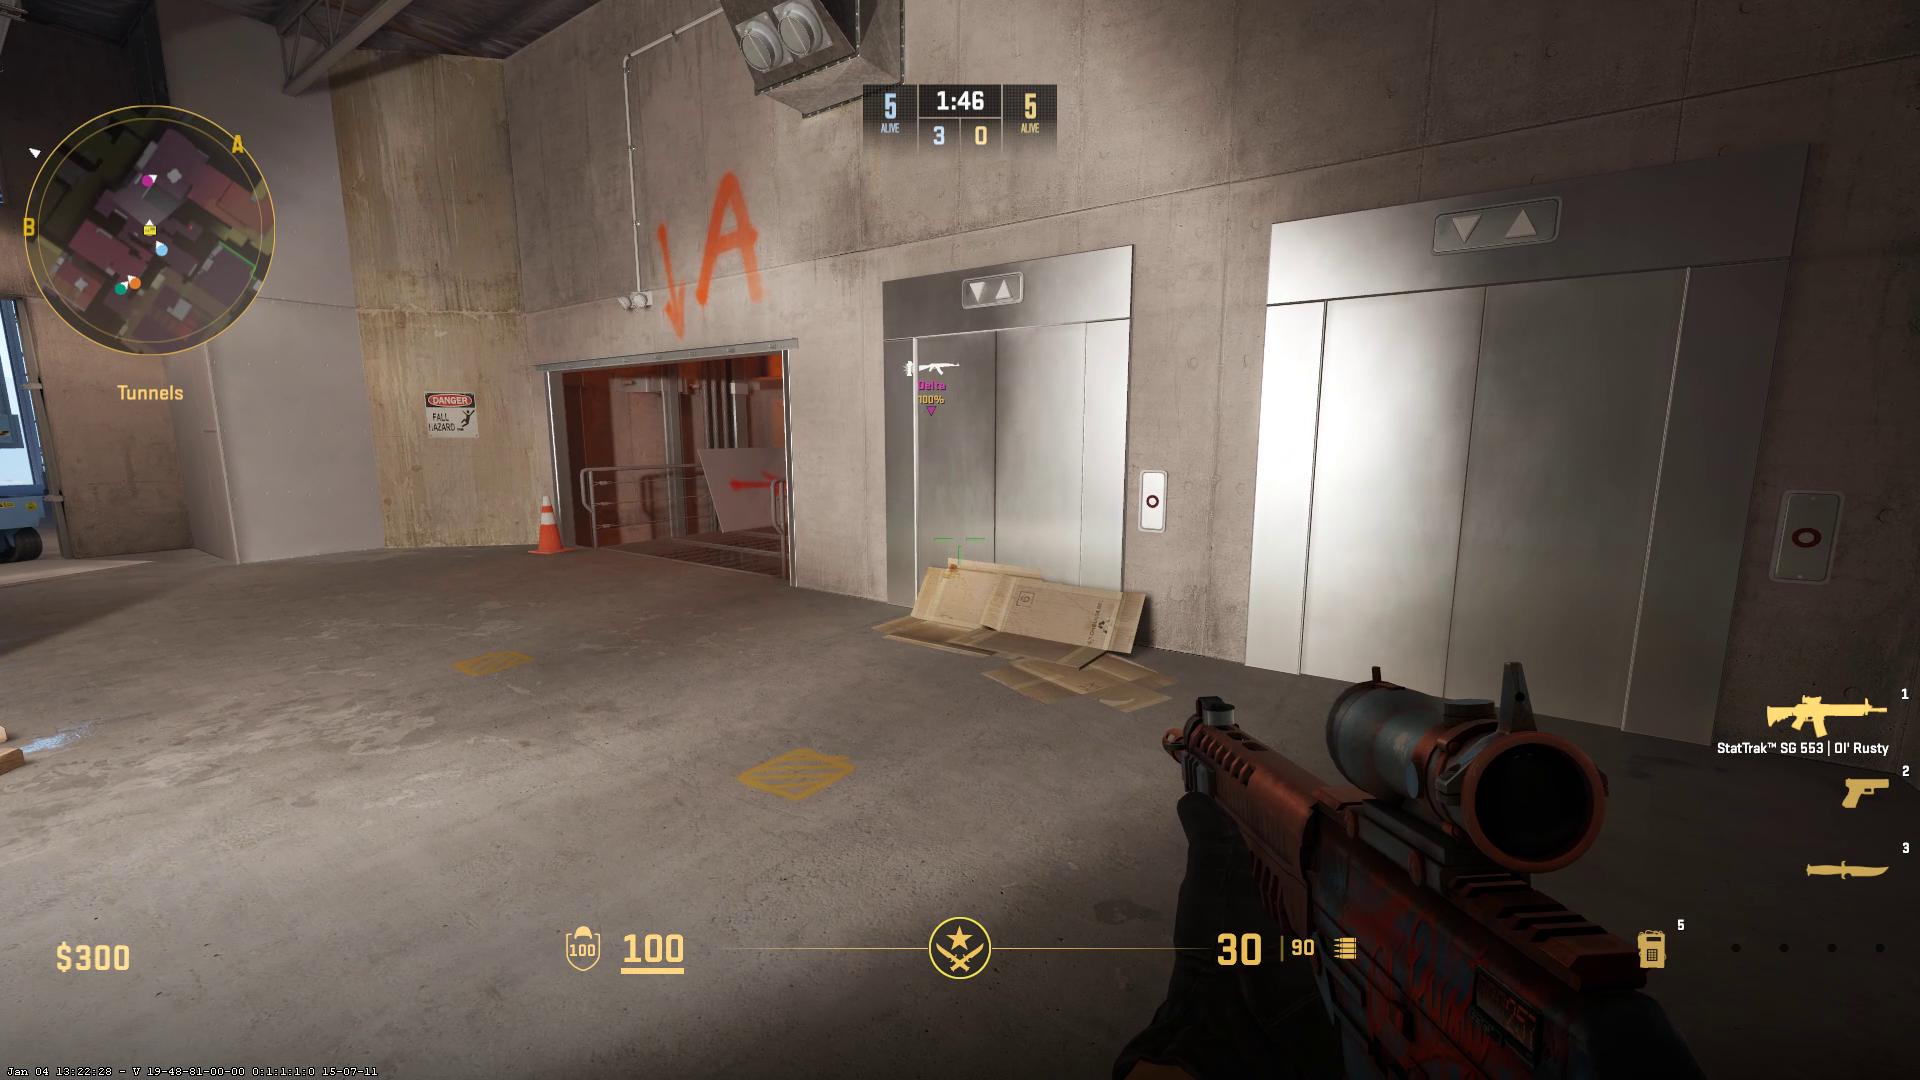 5
1:46
5
ALIVE
3
0
ALIVE
A
B
A
Tunnels
DANGER
FALL
HAZARD
Delta
100%
6
1
StatTrak™ SG 553 | Ol' Rusty
2
3
5
$300
100
100
30
90
Jan 04 13:22:28 - V 19-48-81-00-00 0:1:1:1:0 15-07-11